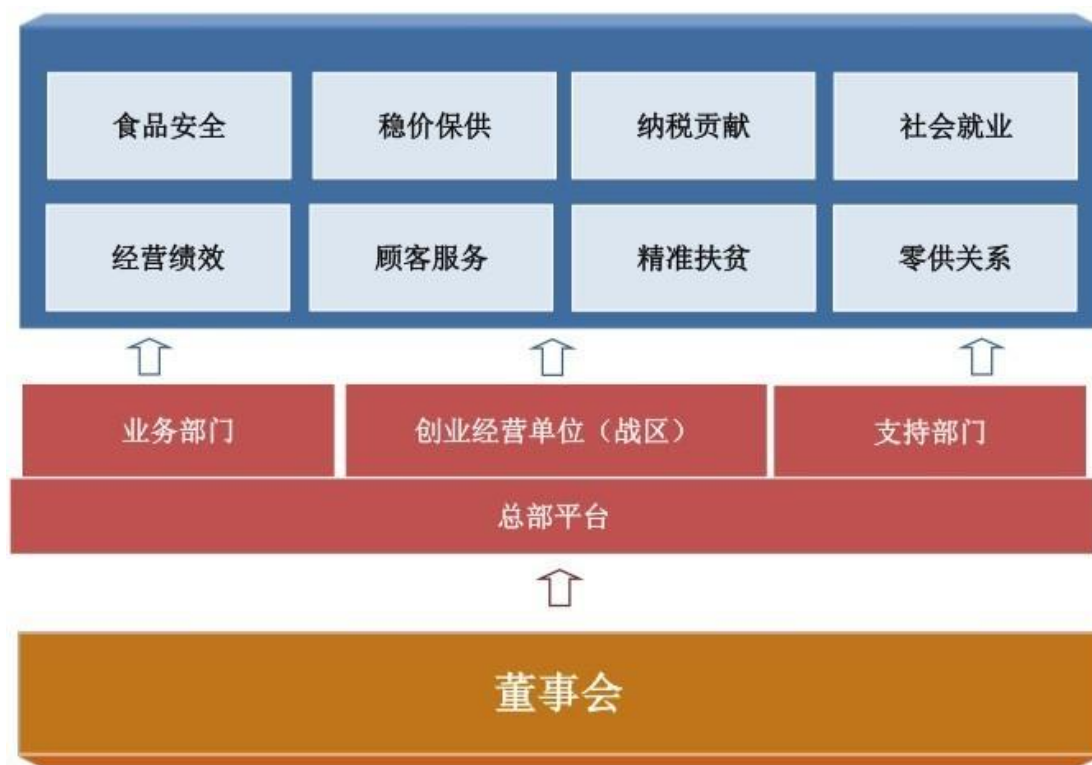 食品安全 稳价保供 纳税贡献 社会就业
经营绩效 顾客服务 精准扶贫 零供关系
业务部门 创业经营单位（战区） 支持部门
总部平台
董事会